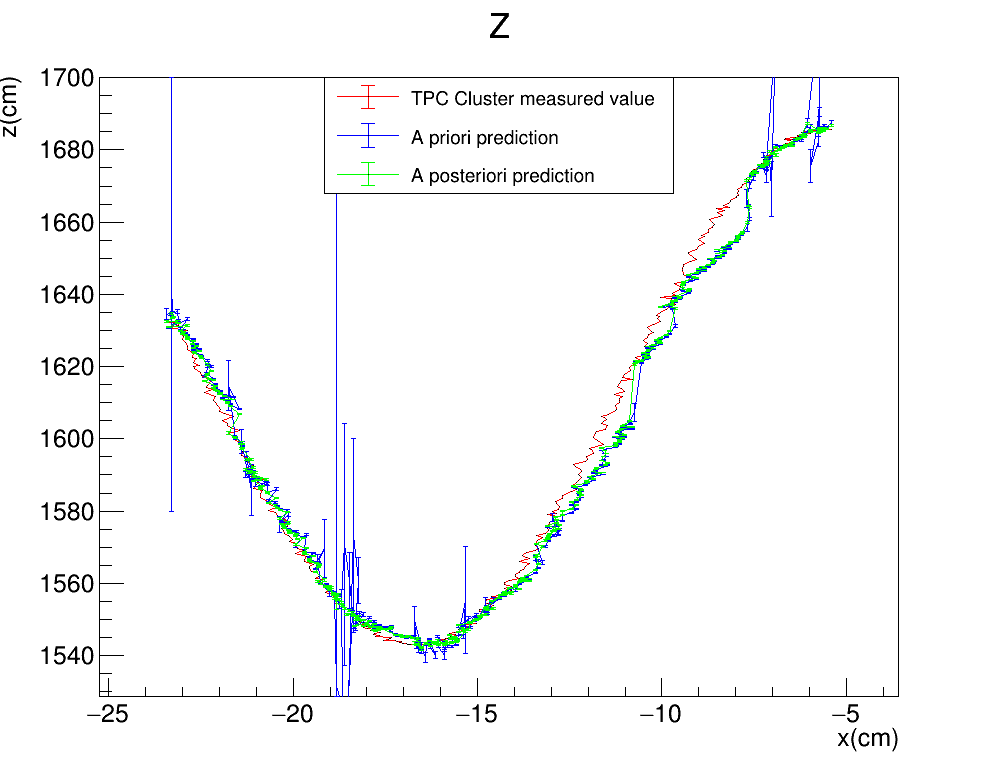 Z
z(cm)
1700
1680
1660
1640
1620
1600
1580
1560
1540
TPC Cluster measured value
A priori prediction
A posteriori prediction
−25 −20 −15 −10 −5
x(cm)